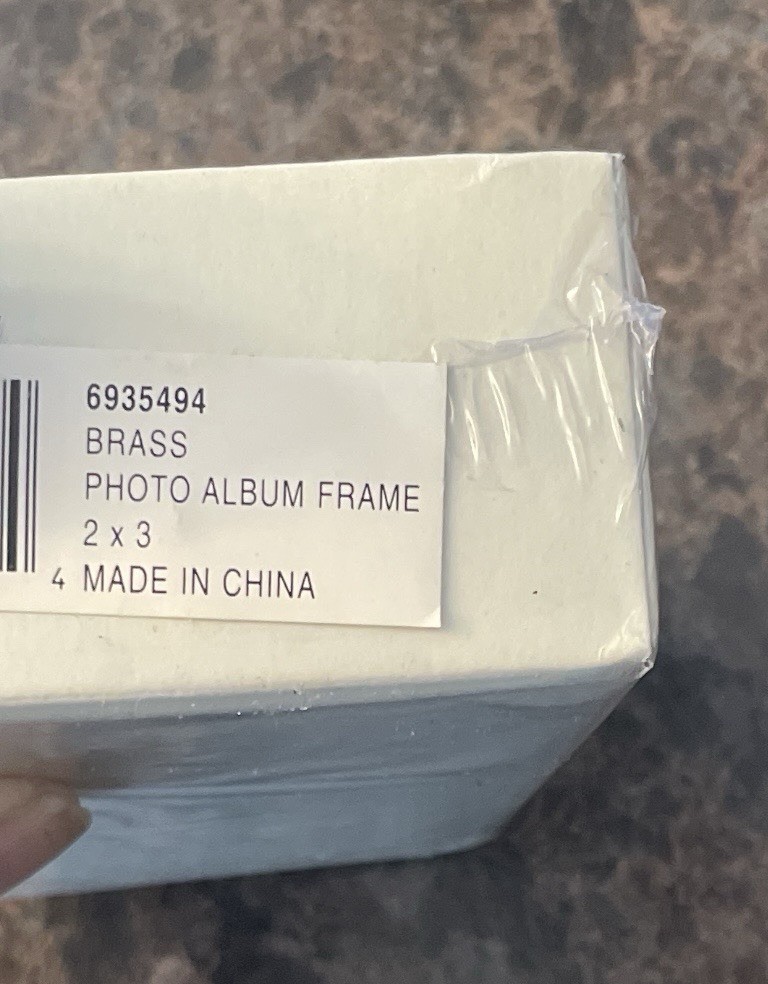 6935494
BRASS
PHOTO ALBUM FRAME
2 x 3
4 MADE IN CHINA